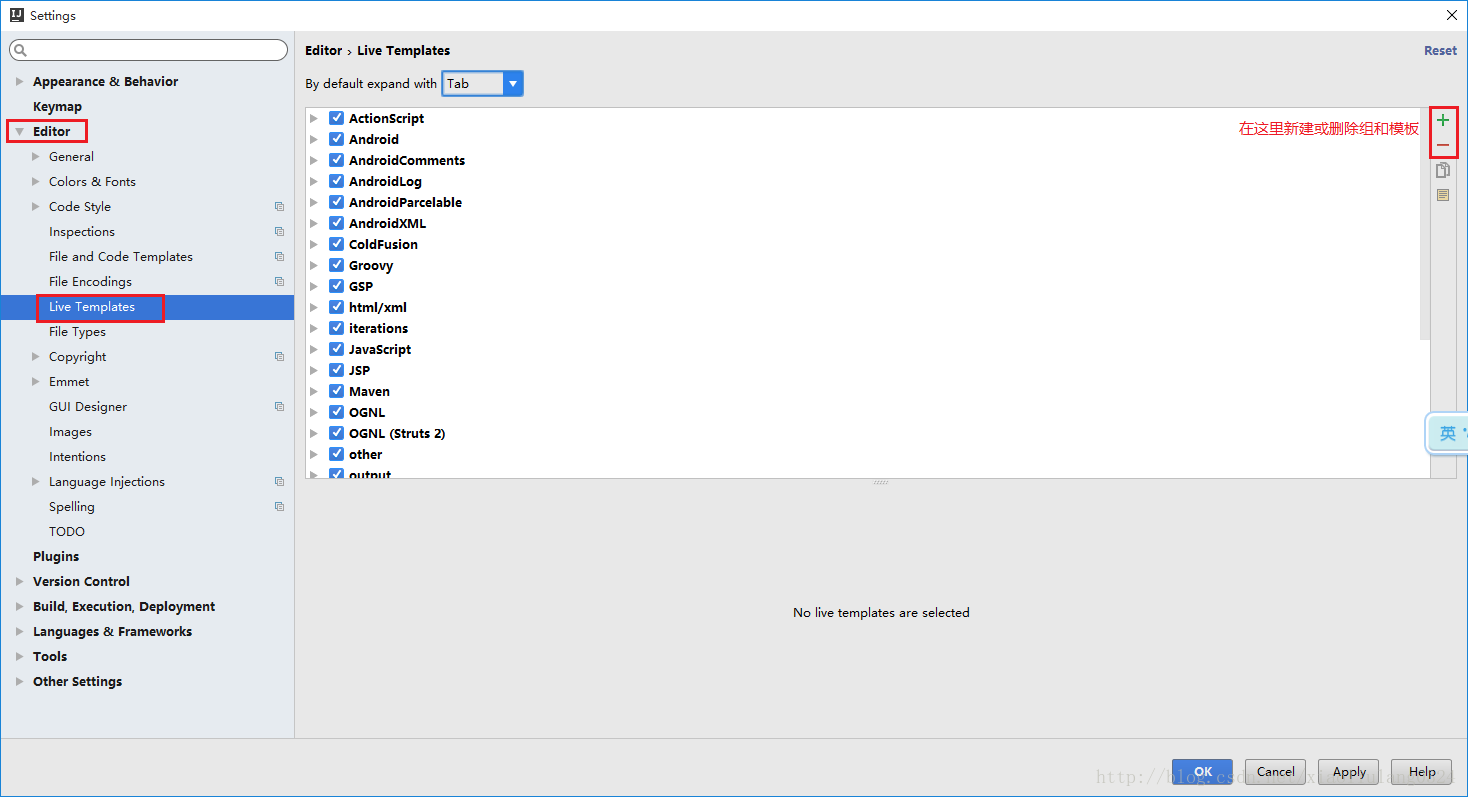 Settings
Appearance & Behavior
Keymap
Editor
General
Colors & Fonts
Code Style
Inspections
File and Code Templates
File Encodings
Live Templates
File Types
Copyright
Emmet
GUI Designer
Images
Intentions
Language Injections
Spelling
TODO
Plugins
Version Control
Build, Execution, Deployment
Languages & Frameworks
Tools
Other Settings
Editor › Live Templates
Reset
By default expand with Tab
ActionScript
在这里新建或删除组和模板
Android
AndroidComments
AndroidLog
AndroidParcelable
AndroidXML
ColdFusion
Groovy
GSP
html/xml
iterations
JavaScript
JSP
Maven
OGNL
OGNL (Struts 2)
other
output
英
No live templates are selected
OK
Cancel
Apply
Help